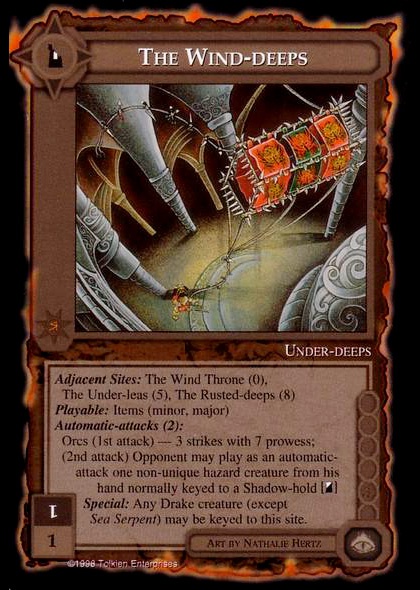 THE WIND-DEEPS
UNDER-DEEPS
Adjacent Sites: The Wind Throne (0),
The Under-leas (5), The Rusted-deeps (8)
Playable: Items (minor, major)
Automatic-attacks (2):
Orcs (1st attack) — 3 strikes with 7 prowess;
(2nd attack) Opponent may play as an automatic-
attack one non-unique hazard creature from his
hand normally keyed to a Shadow-hold [ ]
Special: Any Drake creature (except
Sea Serpent) may be keyed to this site.
1
ART BY NATHALIE HERTZ
©1998 Tolkien Enterprises